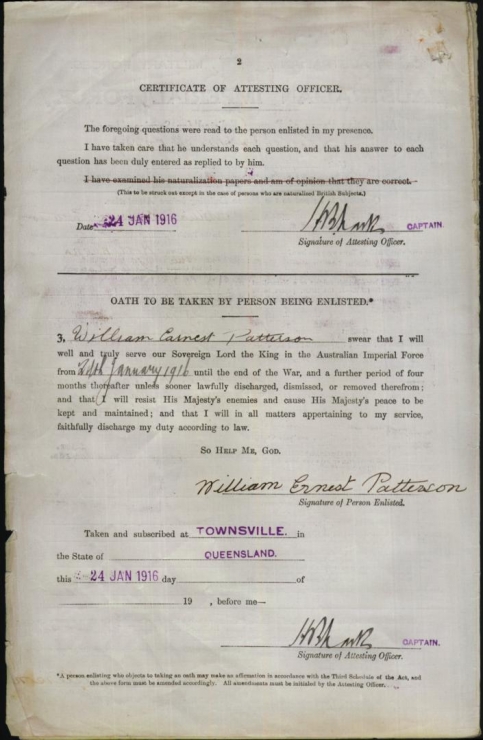 2
CERTIFICATE OF ATTESTING OFFICER.
The foregoing questions were read to the person enlisted in my presence.
I have taken care that he understands each question, and that his answer to each
question has been duly entered as replied to by him.
I have examined his naturalization papers and am of opinion that they are correct.
(This to be struck out except in the case of persons who are naturalized British Subjects.)
Date 24 JAN 1916 CAPTAIN.
Signature of Attesting Officer.
OATH TO BE TAKEN BY PERSON BEING ENLISTED.*
I, William Earnest Patterson swear that I will
well and truly serve our Sovereign Lord the King in the Australian Imperial Force
from 24th January 1916 until the end of the War, and a further period of four
months thereafter unless sooner lawfully discharged, dismissed, or removed therefrom;
and that I will resist His Majesty's enemies and cause His Majesty's peace to be
kept and maintained; and that I will in all matters appertaining to my service,
faithfully discharge my duty according to law.
SO HELP ME, GOD.
William Ernest Patterson
Signature of Person Enlisted.
Taken and subscribed at TOWNSVILLE. in
the State of QUEENSLAND.
this 24 JAN 1916 day of
19 , before me—
CAPTAIN.
Signature of Attesting Officer.
*A person enlisting who objects to taking an oath may make an affirmation in accordance with the Third Schedule of the Act, and
the above form must be amended accordingly. All amendments must be initialed by the Attesting Officer.